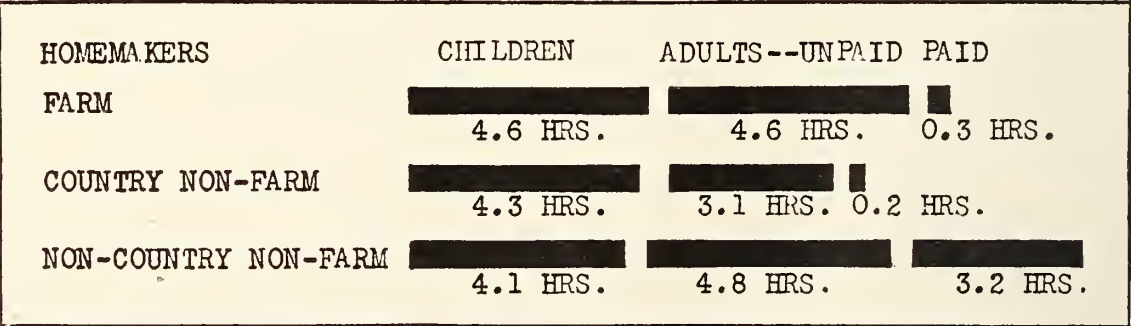 HOMEMAKERS CHILDREN ADULTS--UNPAID PAID
FARM
4.6 HRS. 4.6 HRS. 0.3 HRS.
COUNTRY NON-FARM
4.3 HRS. 3.1 HRS. 0.2 HRS.
NON-COUNTRY NON-FARM
4.1 HRS. 4.8 HRS. 3.2 HRS.